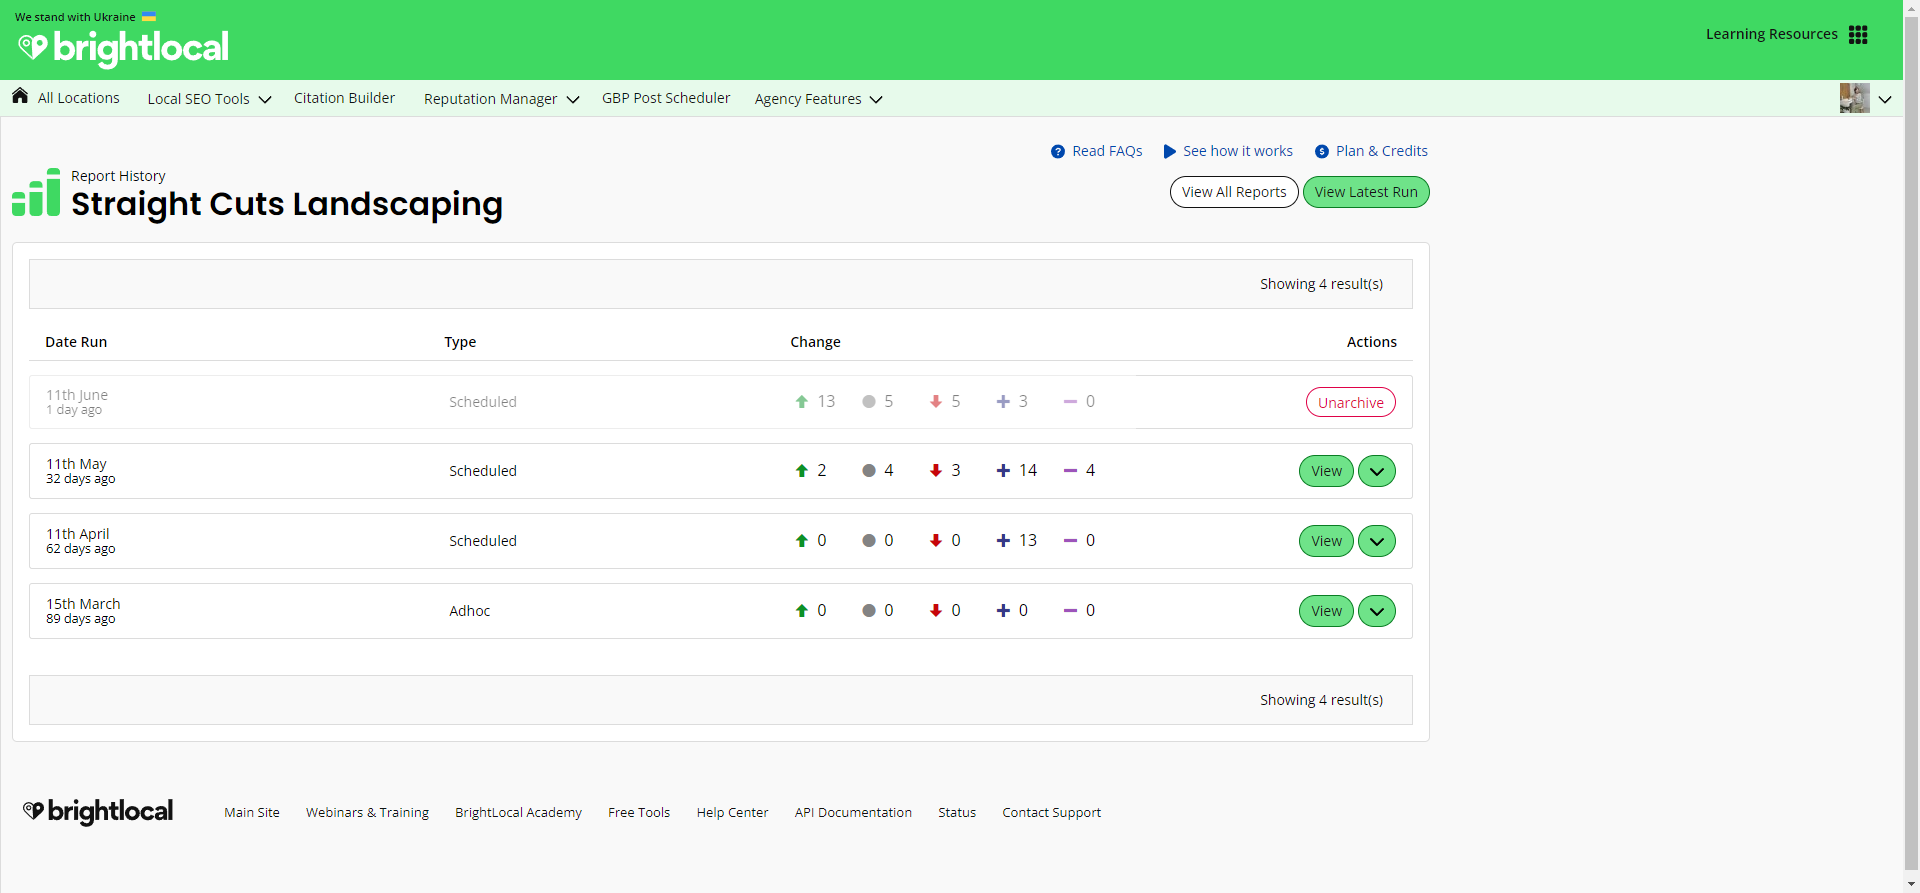 We stand with Ukraine
brightlocal
Learning Resources
All Locations
Local SEO Tools
Citation Builder
Reputation Manager
GBP Post Scheduler
Agency Features
Read FAQs
See how it works
Plan & Credits
Report History
Straight Cuts Landscaping
View All Reports
View Latest Run
Showing 4 result(s)
Date Run Type Change Actions
11th June
1 day ago
Scheduled 13 5 5 3 0 Unarchive
11th May
32 days ago
Scheduled 2 4 3 14 4 View
11th April
62 days ago
Scheduled 0 0 0 13 0 View
15th March
89 days ago
Adhoc 0 0 0 0 0 View
Showing 4 result(s)
brightlocal
Main Site
Webinars & Training
BrightLocal Academy
Free Tools
Help Center
API Documentation
Status
Contact Support